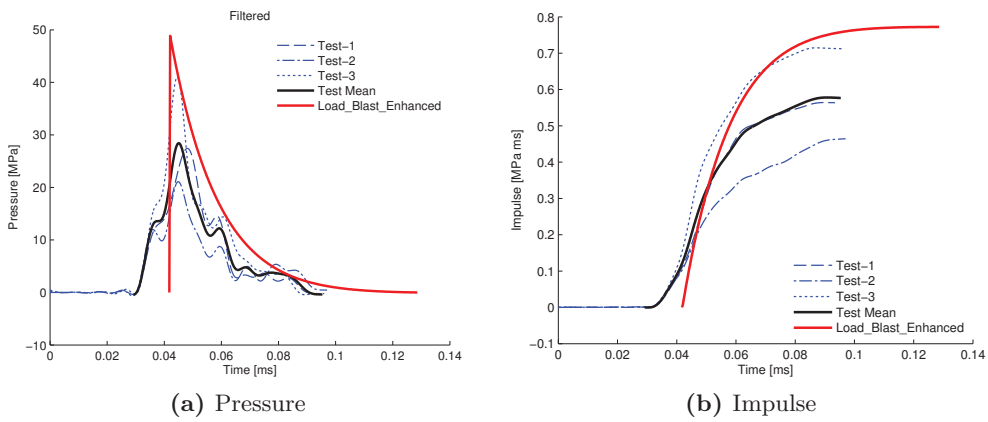 Filtered
50
40
30
20
10
0
−10
Pressure [MPa]
0 0.02 0.04 0.06 0.08 0.1 0.12 0.14
Time [ms]
Test−1
Test−2
Test−3
Test Mean
Load_Blast_Enhanced
(a) Pressure
0.8
0.7
0.6
0.5
0.4
0.3
0.2
0.1
0
−0.1
Impulse [MPa ms]
0 0.02 0.04 0.06 0.08 0.1 0.12 0.14
Time [ms]
Test−1
Test−2
Test−3
Test Mean
Load_Blast_Enhanced
(b) Impulse